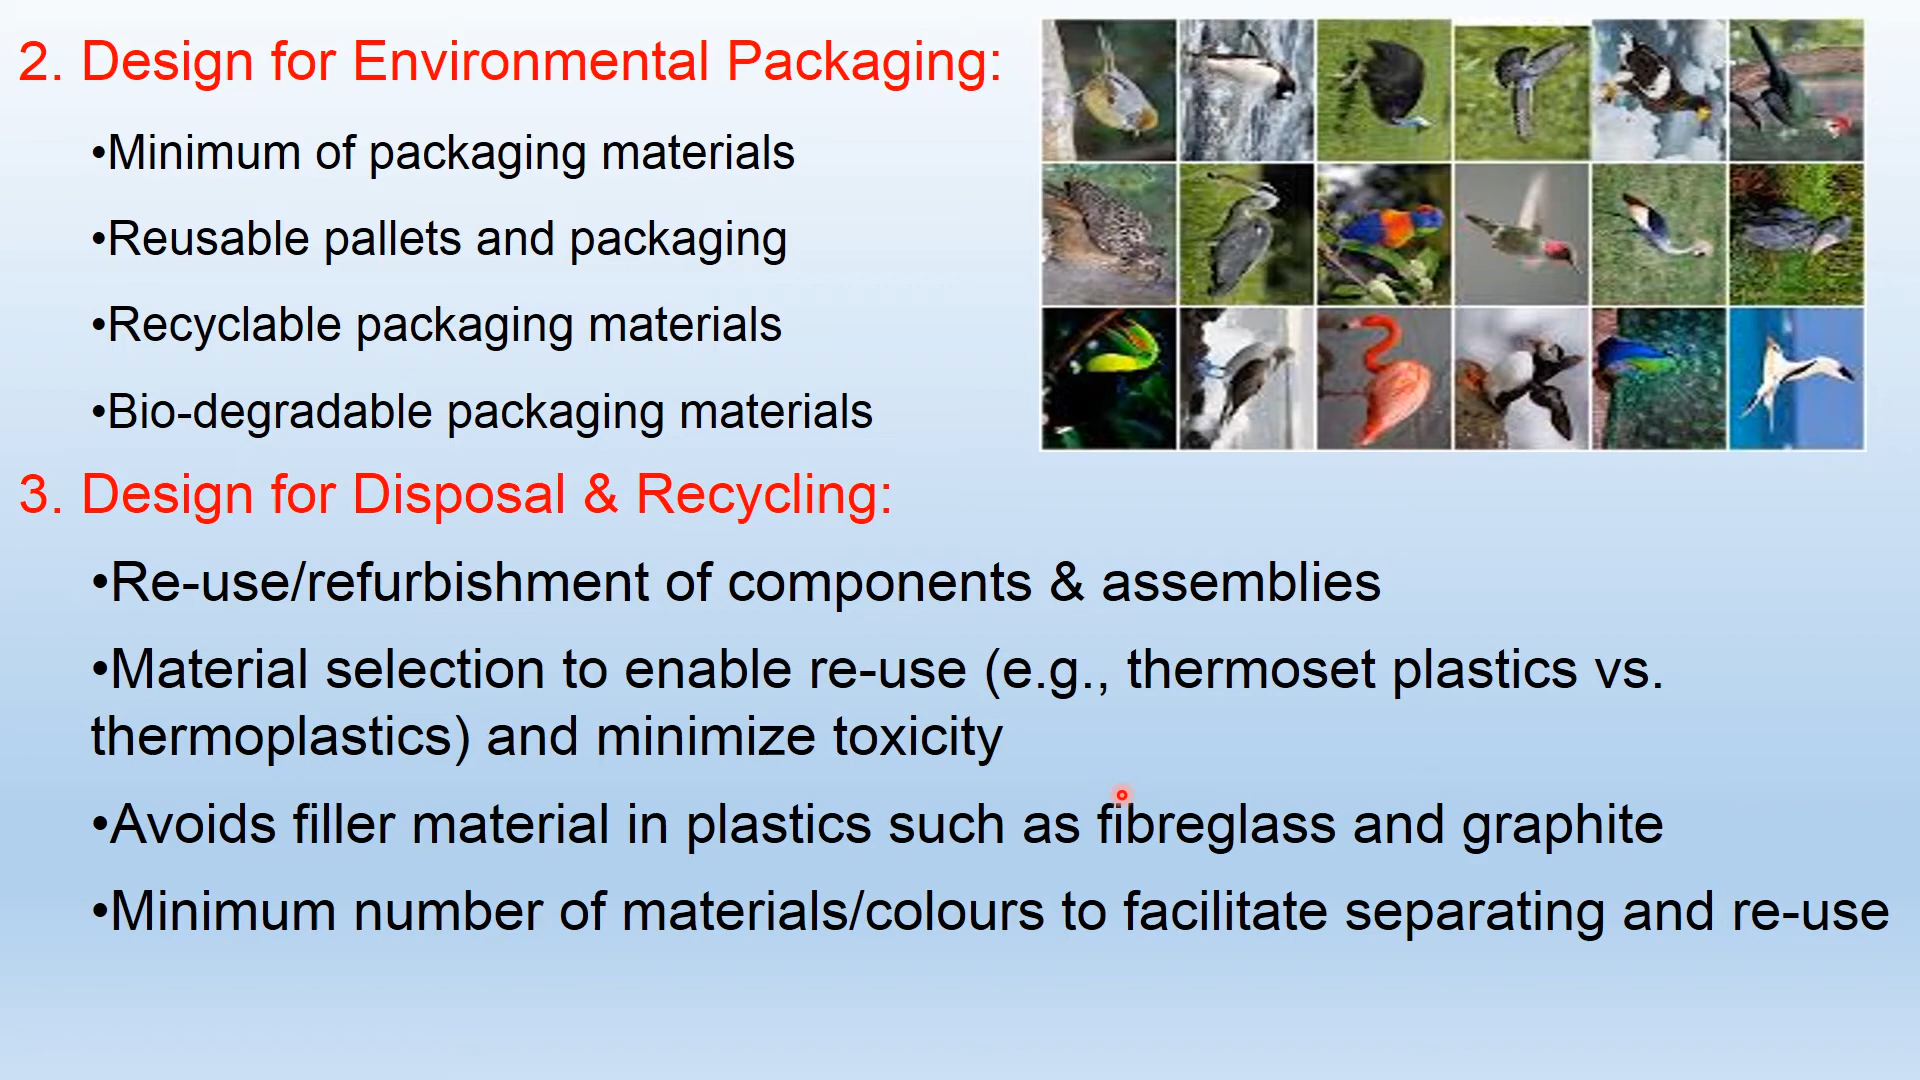 2. Design for Environmental Packaging:
•Minimum of packaging materials
•Reusable pallets and packaging
•Recyclable packaging materials
•Bio-degradable packaging materials
3. Design for Disposal & Recycling:
•Re-use/refurbishment of components & assemblies
•Material selection to enable re-use (e.g., thermoset plastics vs.
thermoplastics) and minimize toxicity
•Avoids filler material in plastics such as fibreglass and graphite
•Minimum number of materials/colours to facilitate separating and re-use